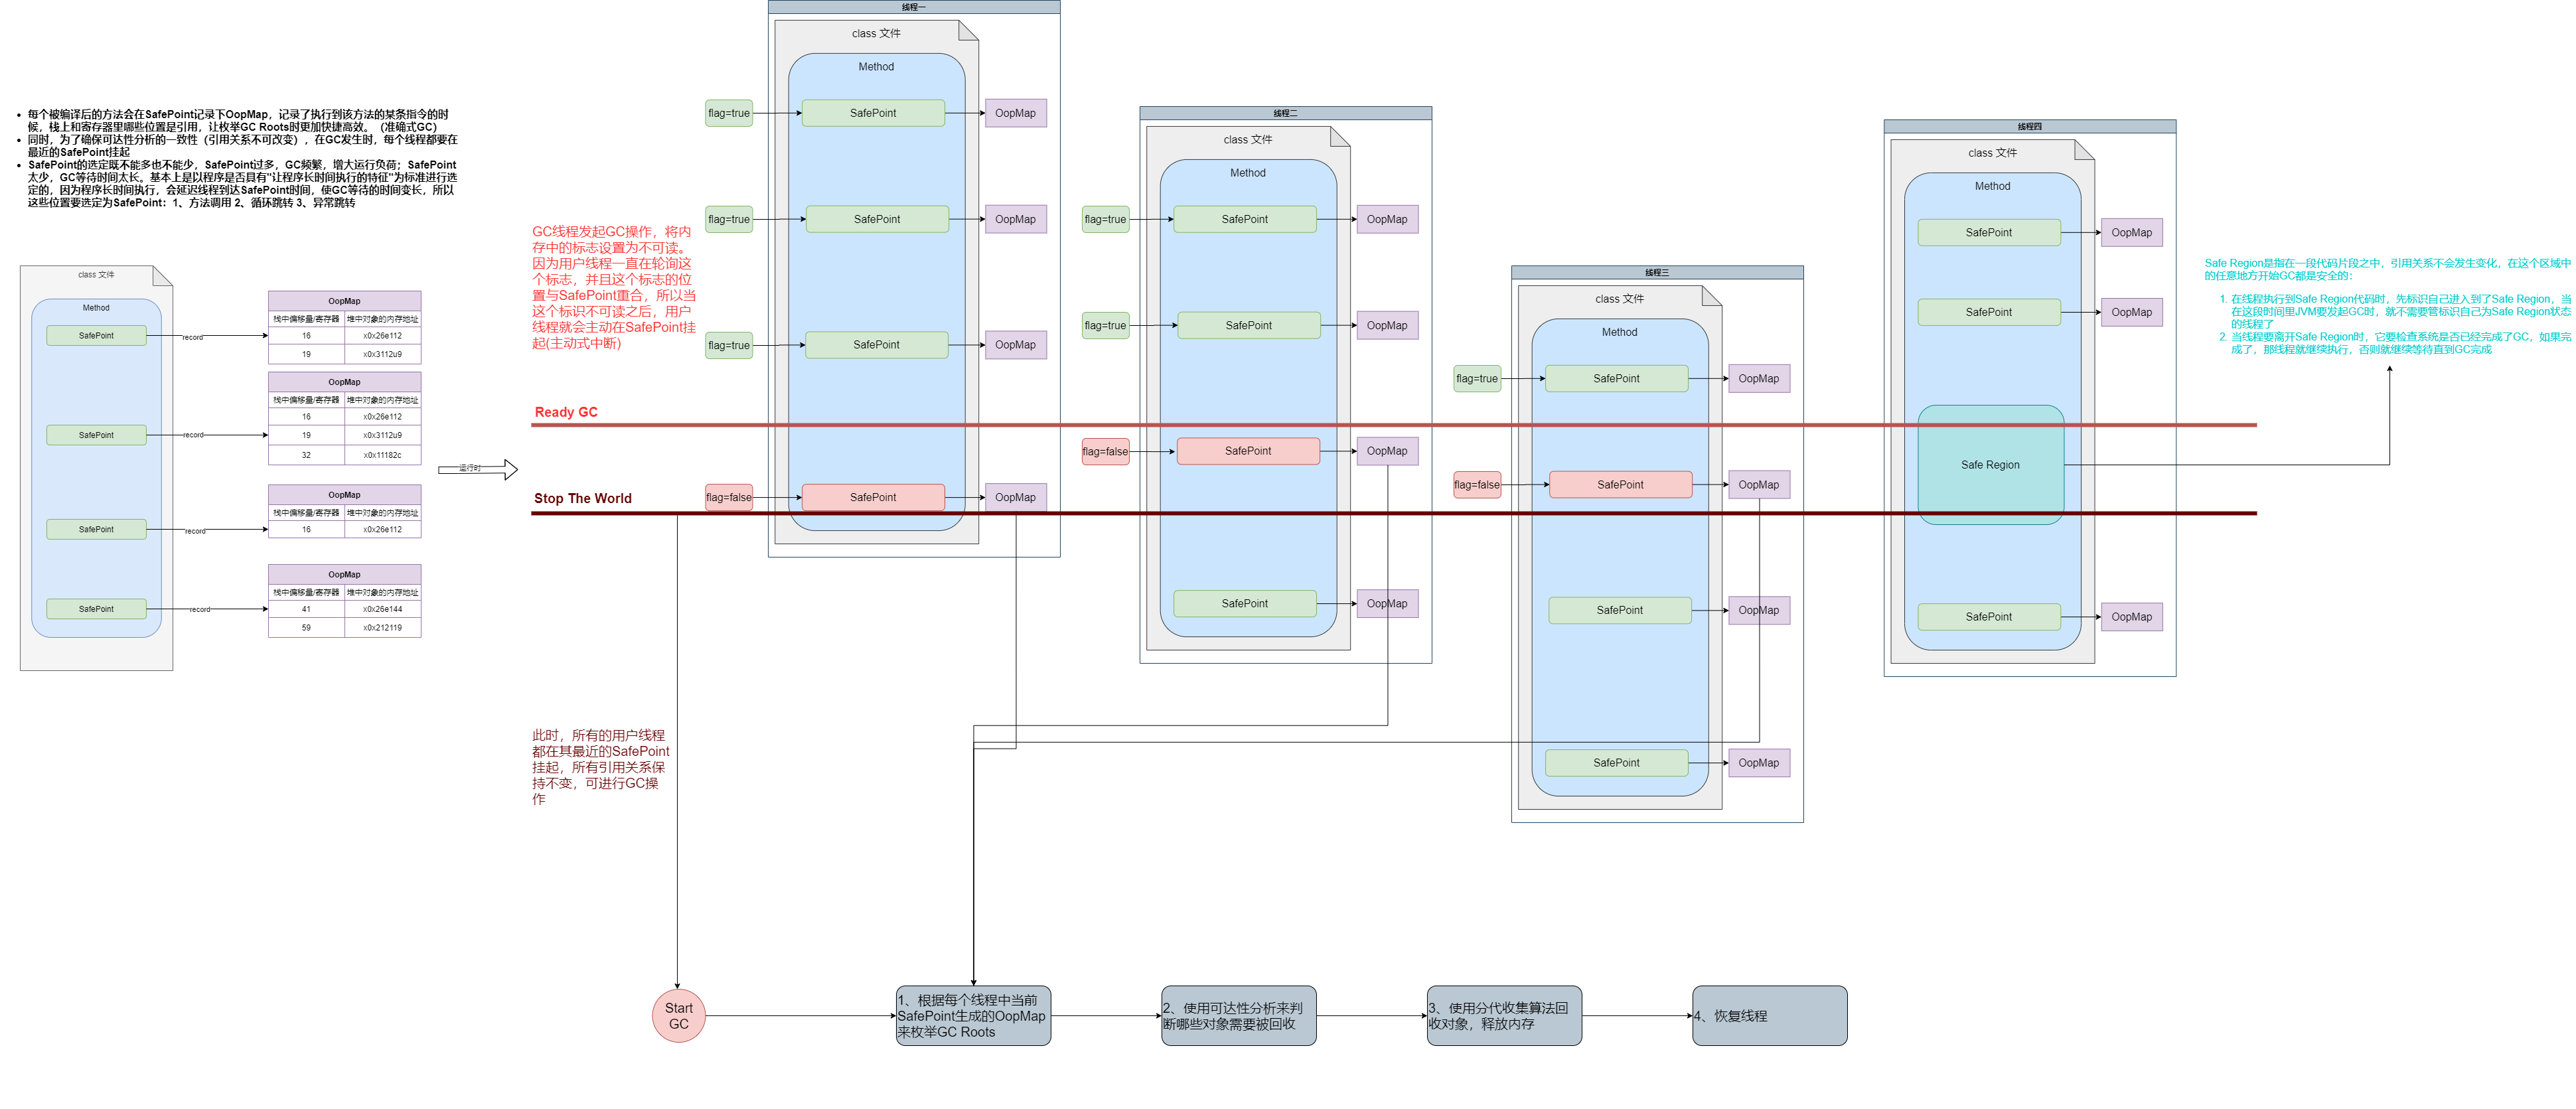 每个被编译后的方法会在SafePoint记录下OopMap，记录了执行到该方法的某条指令的时
候，栈上和寄存器里哪些位置是引用，让枚举GC Roots时更加快捷高效。（准确式GC）
同时，为了确保可达性分析的一致性（引用关系不可改变），在GC发生时，每个线程都要在
最近的SafePoint挂起
SafePoint的选定既不能多也不能少，SafePoint过多，GC频繁，增大运行负荷；SafePoint
太少，GC等待时间太长。基本上是以程序是否具有"让程序长时间执行的特征"为标准进行选
定的，因为程序长时间执行，会延迟线程到达SafePoint时间，使GC等待的时间变长，所以
这些位置要选定为SafePoint：1、方法调用 2、循环跳转 3、异常跳转
class 文件
Method
SafePoint
record
OopMap
栈中偏移量/寄存器 堆中对象的内存地址
16 x0x26e112
19 x0x3112u9
SafePoint
record
OopMap
栈中偏移量/寄存器 堆中对象的内存地址
16 x0x26e112
19 x0x3112u9
32 x0x11182c
SafePoint
record
OopMap
栈中偏移量/寄存器 堆中对象的内存地址
16 x0x26e112
SafePoint
record
OopMap
栈中偏移量/寄存器 堆中对象的内存地址
41 x0x26e144
59 x0x212119
运行时
GC线程发起GC操作，将内
存中的标志设置为不可读。
因为用户线程一直在轮询这
个标志，并且这个标志的位
置与SafePoint重合，所以当
这个标识不可读之后，用户
线程就会主动在SafePoint挂
起(主动式中断)
Ready GC
Stop The World
此时，所有的用户线程
都在其最近的SafePoint
挂起，所有引用关系保
持不变，可进行GC操
作
线程一
class 文件
Method
flag=true SafePoint OopMap
flag=true SafePoint OopMap
flag=true SafePoint OopMap
flag=false SafePoint OopMap
线程二
class 文件
Method
flag=true SafePoint OopMap
flag=true SafePoint OopMap
flag=false SafePoint OopMap
SafePoint OopMap
线程三
class 文件
Method
flag=true SafePoint OopMap
flag=false SafePoint OopMap
SafePoint OopMap
SafePoint OopMap
线程四
class 文件
Method
SafePoint OopMap
SafePoint OopMap
Safe Region
SafePoint OopMap
Safe Region是指在一段代码片段之中，引用关系不会发生变化，在这个区域中
的任意地方开始GC都是安全的：
1. 在线程执行到Safe Region代码时，先标识自己进入到了Safe Region，当
在这段时间里JVM要发起GC时，就不需要管标识自己为Safe Region状态
的线程了
2. 当线程要离开Safe Region时，它要检查系统是否已经完成了GC，如果完
成了，那线程就继续执行，否则就继续等待直到GC完成
Start
GC
1、根据每个线程中当前
SafePoint生成的OopMap
来枚举GC Roots
2、使用可达性分析来判
断哪些对象需要被回收
3、使用分代收集算法回
收对象，释放内存
4、恢复线程